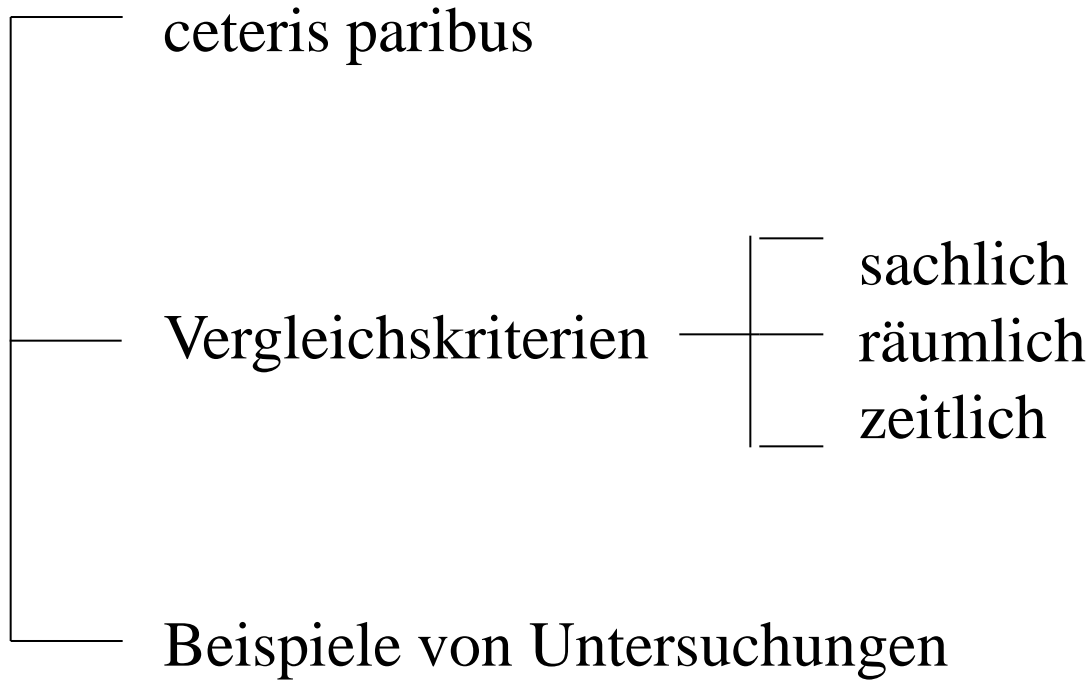 ceteris paribus
sachlich
Vergleichskriterien
räumlich
zeitlich
Beispiele von Untersuchungen